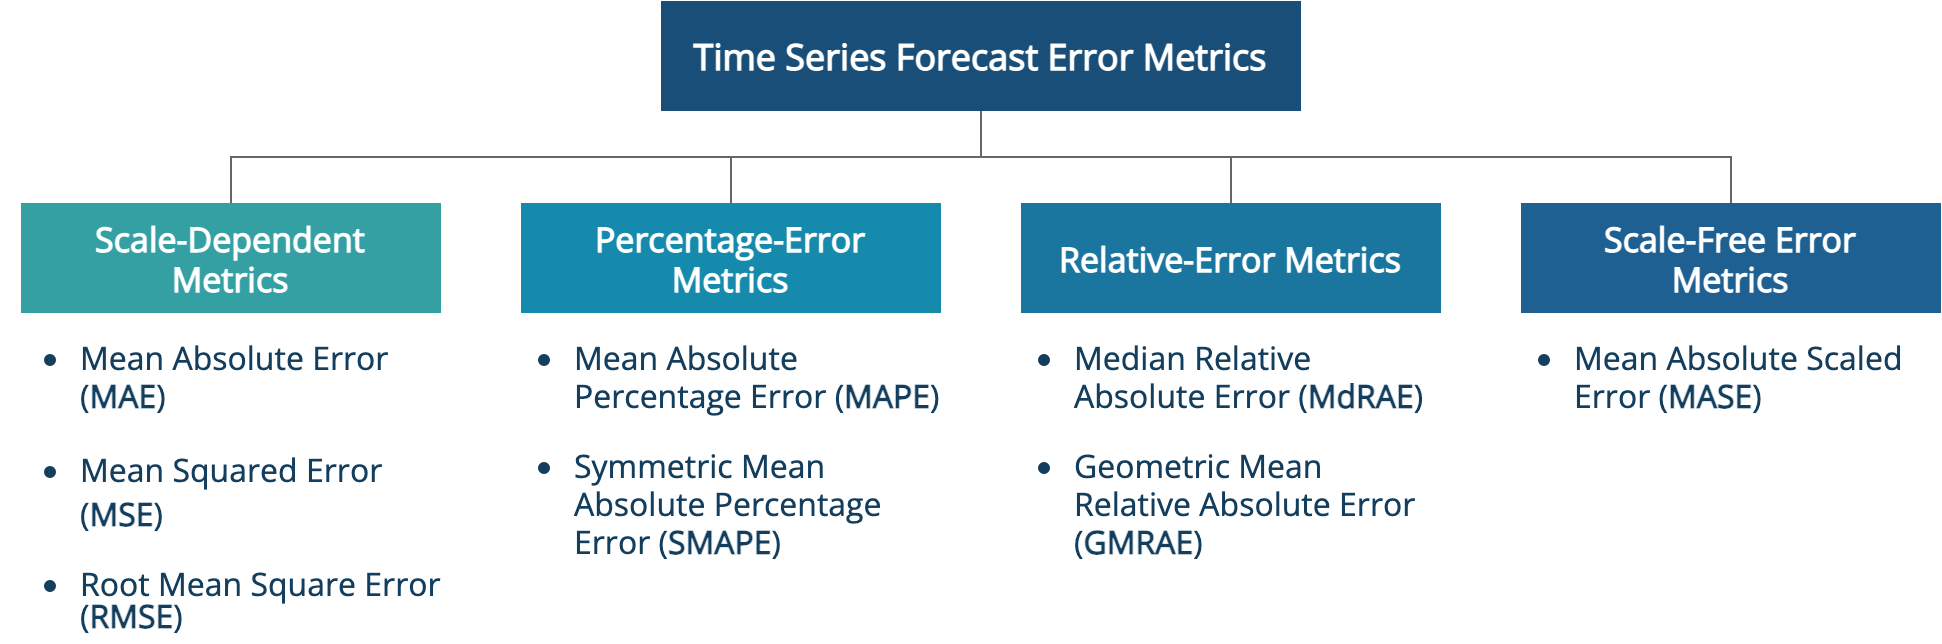 Time Series Forecast Error Metrics
Scale-Dependent
Metrics
• Mean Absolute Error
(MAE)
• Mean Squared Error
(MSE)
• Root Mean Square Error
(RMSE)
Percentage-Error
Metrics
• Mean Absolute
Percentage Error (MAPE)
• Symmetric Mean
Absolute Percentage
Error (SMAPE)
Relative-Error Metrics
• Median Relative
Absolute Error (MdRAE)
• Geometric Mean
Relative Absolute Error
(GMRAE)
Scale-Free Error
Metrics
• Mean Absolute Scaled
Error (MASE)